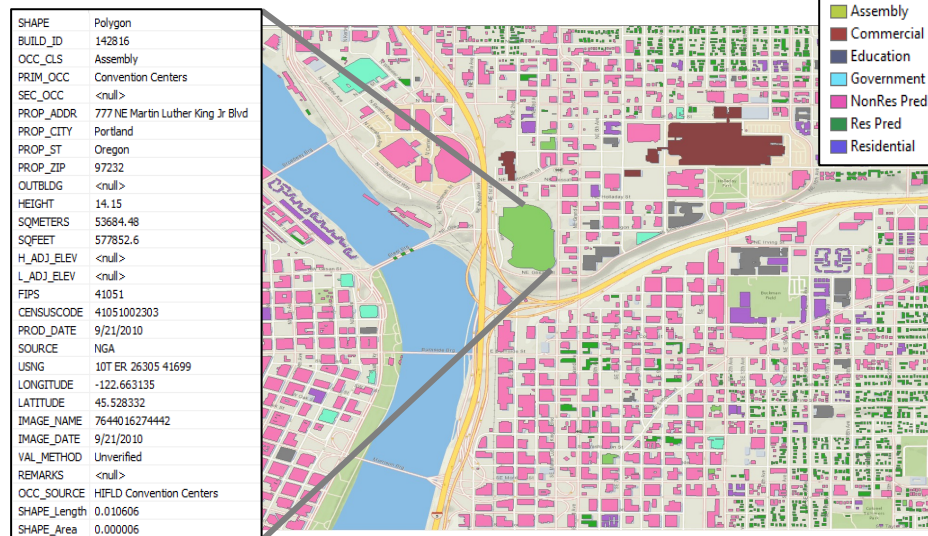 SHAPE Polygon
BUILD_ID 142816
OCC_CLS Assembly
PRIM_OCC Convention Centers
SEC_OCC <null>
PROP_ADDR 777 NE Martin Luther King Jr Blvd
PROP_CITY Portland
PROP_ST Oregon
PROP_ZIP 97232
OUTBLDG <null>
HEIGHT 14.15
SQMETERS 53684.48
SQFEET 577852.6
H_ADJ_ELEV <null>
L_ADJ_ELEV <null>
FIPS 41051
CENSUSCODE 41051002303
PROD_DATE 9/21/2010
SOURCE NGA
USNG 10T ER 26305 41699
LONGITUDE -122.663135
LATITUDE 45.528332
IMAGE_NAME 7644016274442
IMAGE_DATE 9/21/2010
VAL_METHOD Unverified
REMARKS <null>
OCC_SOURCE HIFLD Convention Centers
SHAPE_Length 0.010606
SHAPE_Area 0.000006
Assembly
Commercial
Education
Government
NonRes Pred
Res Pred
Residential